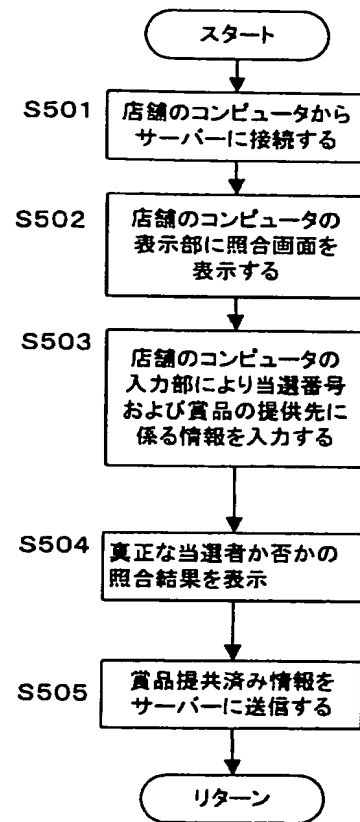 スタート
S501
店舗のコンピュータから
サーバーに接続する
S502
店舗のコンピュータの
表示部に照合画面を
表示する
S503
店舗のコンピュータの
入力部により当選番号
および賞品の提供先に
係る情報を入力する
S504
真正な当選者か否かの
照合結果を表示
S505
賞品提共済み情報を
サーバーに送信する
リターン